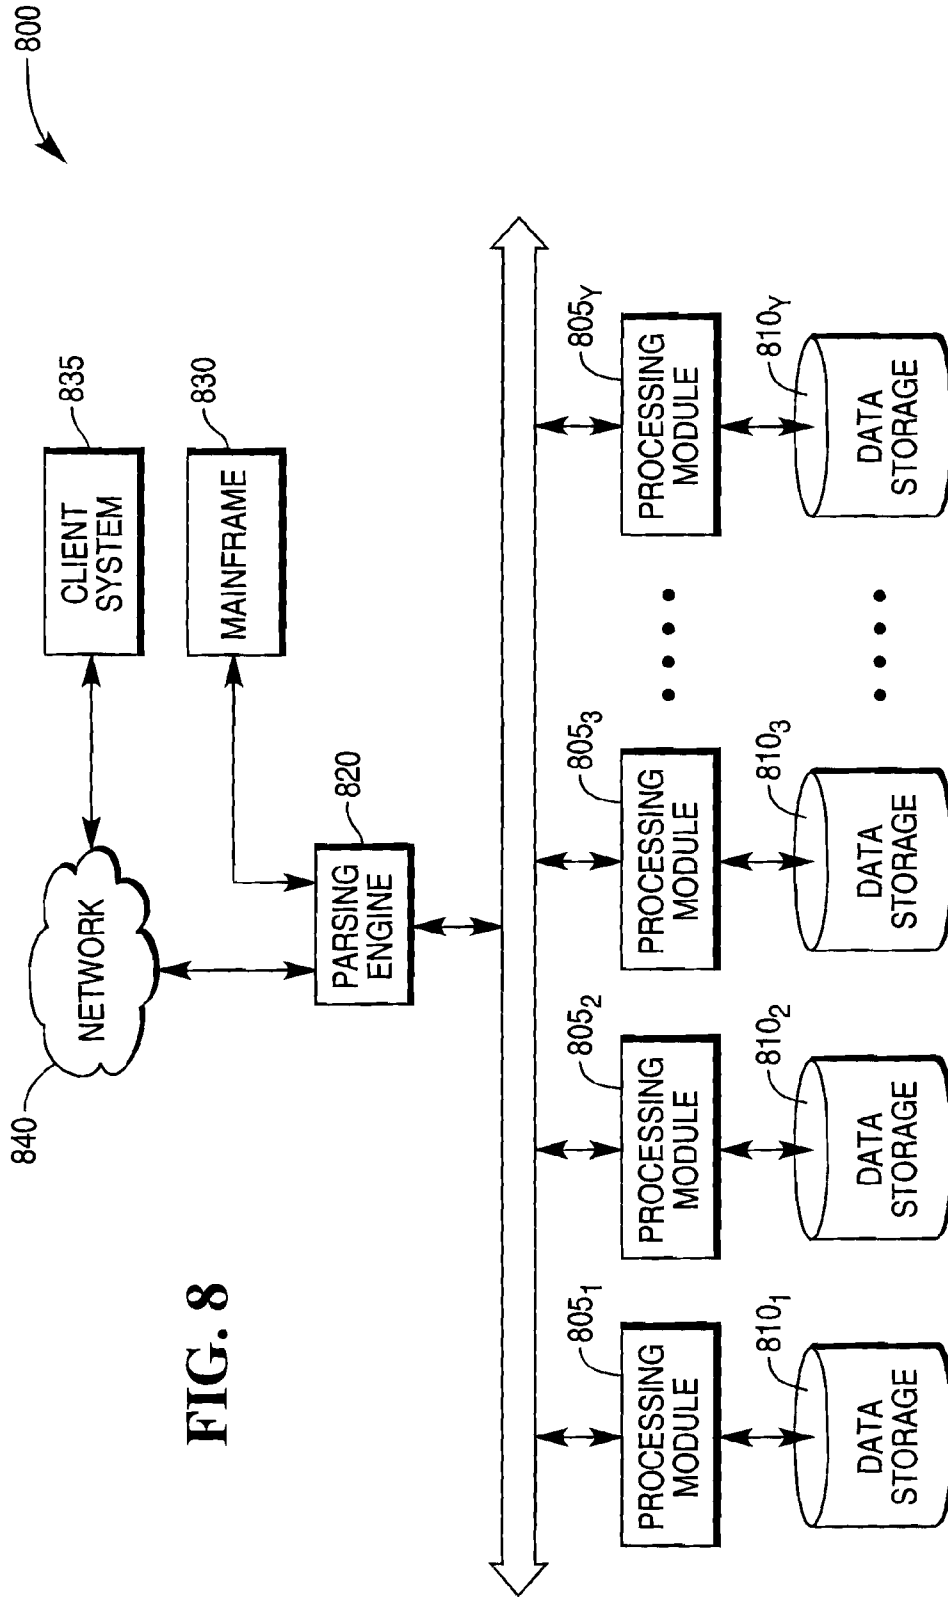 FIG. 8
800
840
NETWORK
CLIENT
SYSTEM
835
MAINFRAME
830
PARSING
ENGINE
820
805₁
PROCESSING
MODULE
805₂
PROCESSING
MODULE
805₃
PROCESSING
MODULE
805Y
PROCESSING
MODULE
810₁
DATA
STORAGE
810₂
DATA
STORAGE
810₃
DATA
STORAGE
810Y
DATA
STORAGE